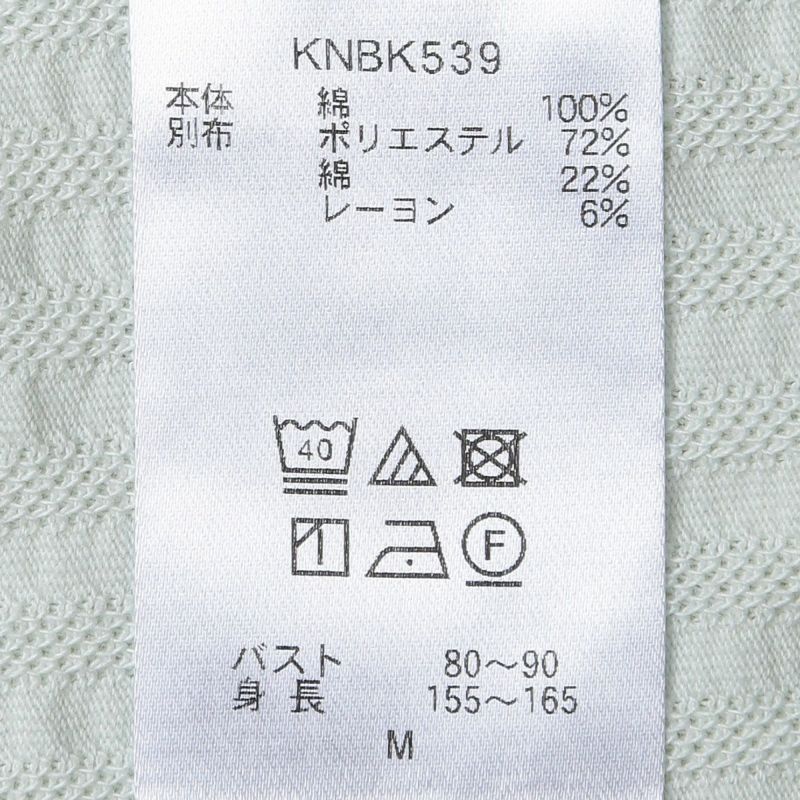 KNBK539
本体 綿 100%
別布 ポリエステル 72%
綿 22%
レーヨン 6%
40
F
バスト 80～90
身長 155～165
M